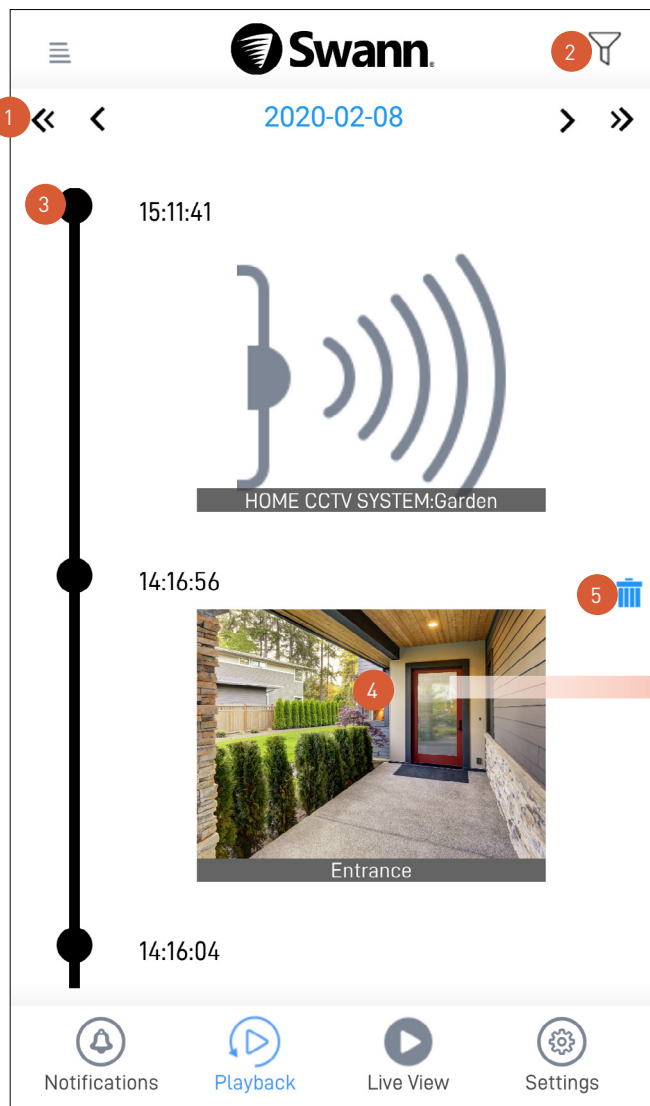 Swann
2
1
2020-02-08
3
15:11:41
HOME CCTV SYSTEM:Garden
14:16:56
5
4
Entrance
14:16:04
Notifications
Playback
Live View
Settings